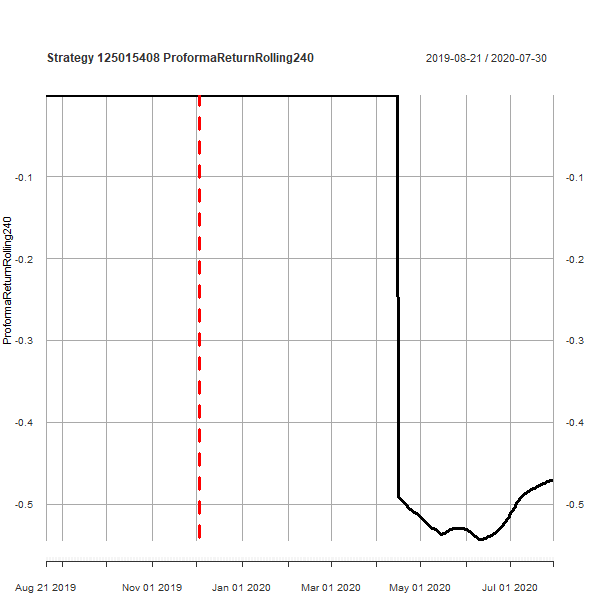 Strategy 125015408 ProformaReturnRolling240
2019-08-21 / 2020-07-30
ProformaReturnRolling240
-0.1
-0.2
-0.3
-0.4
-0.5
-0.1
-0.2
-0.3
-0.4
-0.5
Aug 21 2019
Nov 01 2019
Jan 01 2020
Mar 01 2020
May 01 2020
Jul 01 2020